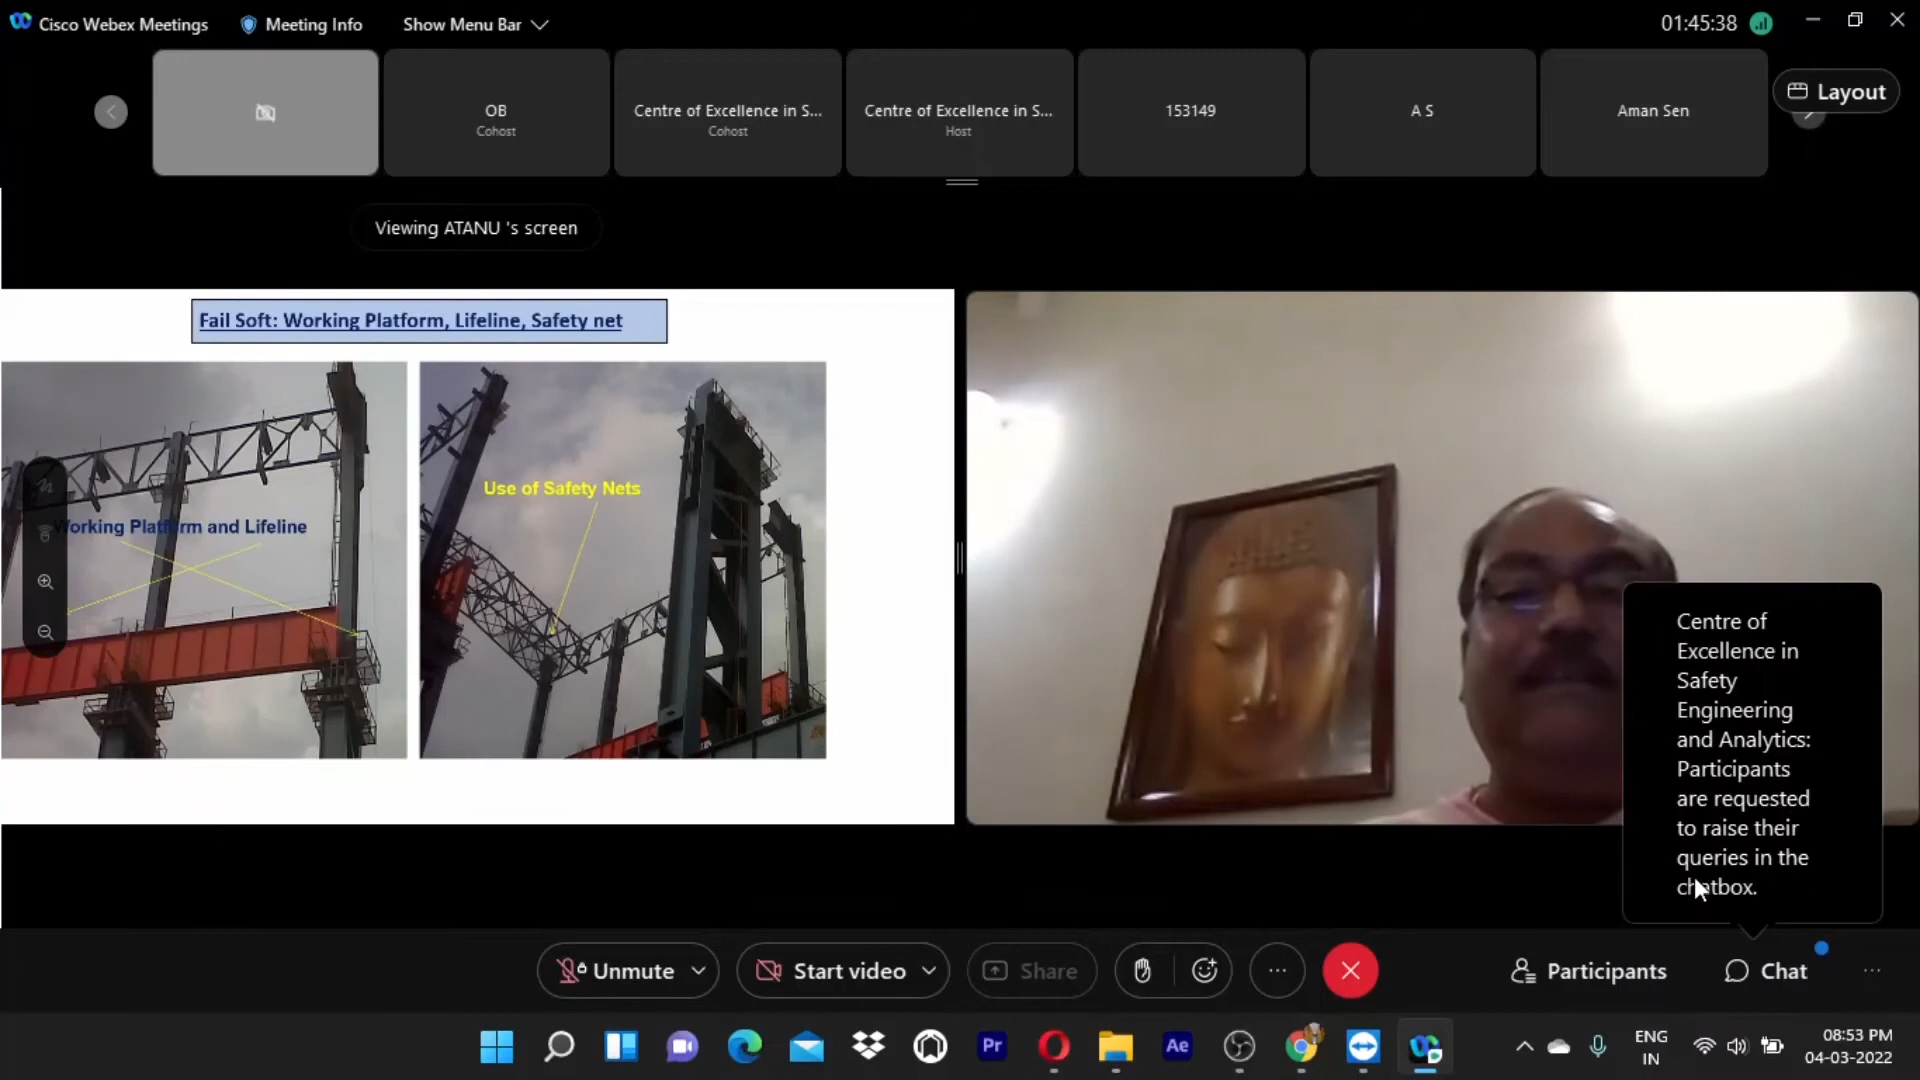 Cisco Webex Meetings
Meeting Info
Show Menu Bar
01:45:38
OB
Cohost
Centre of Excellence in S...
Cohost
Centre of Excellence in S...
Host
153149
A S
Aman Sen
Layout
Viewing ATANU 's screen
Fail Soft: Working Platform, Lifeline, Safety net
Working Platform and Lifeline
Use of Safety Nets
Centre of
Excellence in
Safety
Engineering
and Analytics:
Participants
are requested
to raise their
queries in the
chatbox.
Unmute
Start video
Share
Participants
Chat
Pr
Ae
ENG
IN
08:53 PM
04-03-2022